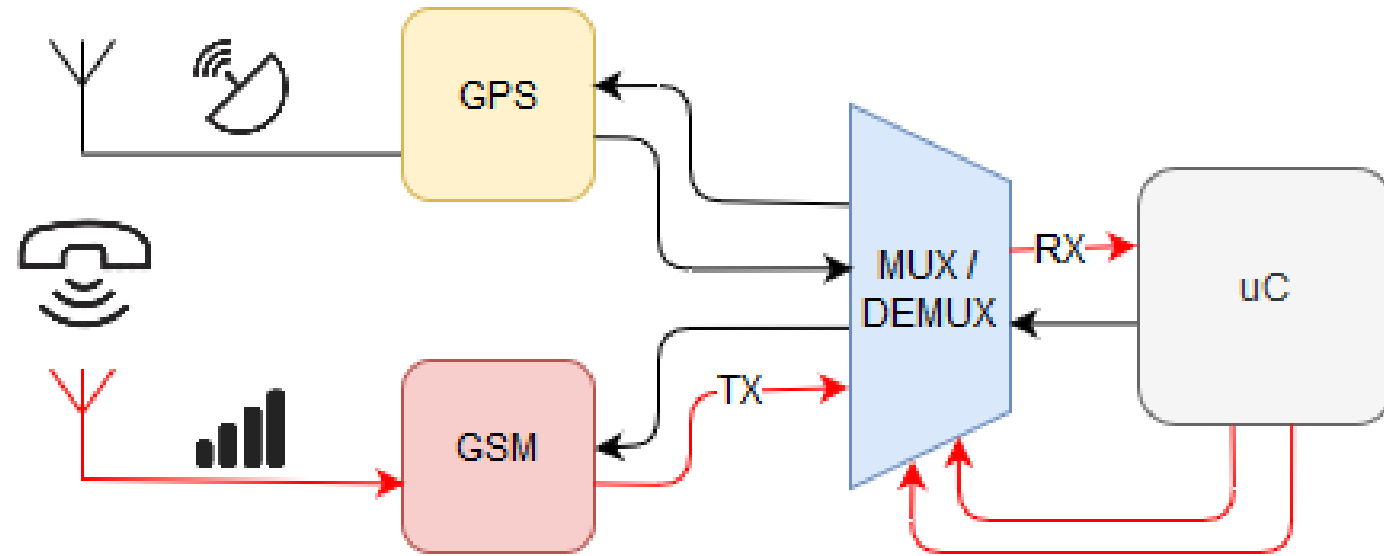 GPS
MUX /
DEMUX
RX
uC
TX
GSM